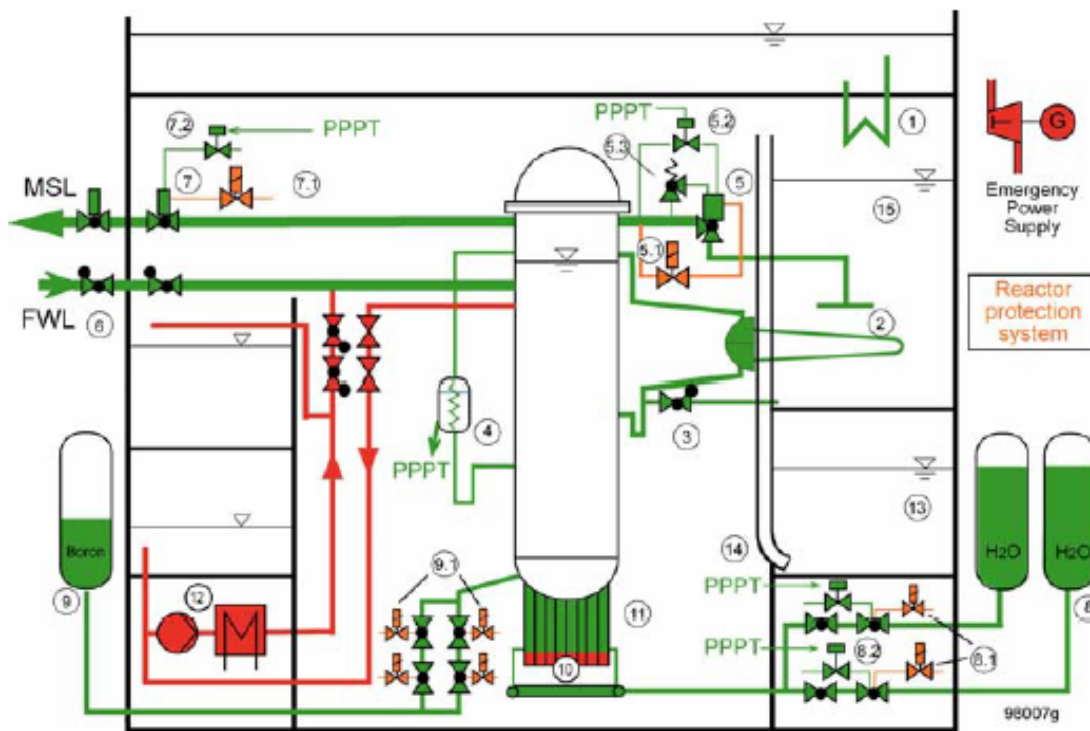 7.2
PPPT
PPPT
5.2
1
G
5.3
7
7.1
5
MSL
15
Emergency
Power
Supply
5.1
Reactor
protection
system
FWL
6
2
4
3
PPPT
13
Boron
9.1
14
H2O
H2O
9
12
11
PPPT
8
10
PPPT
8.2
8.1
98007g